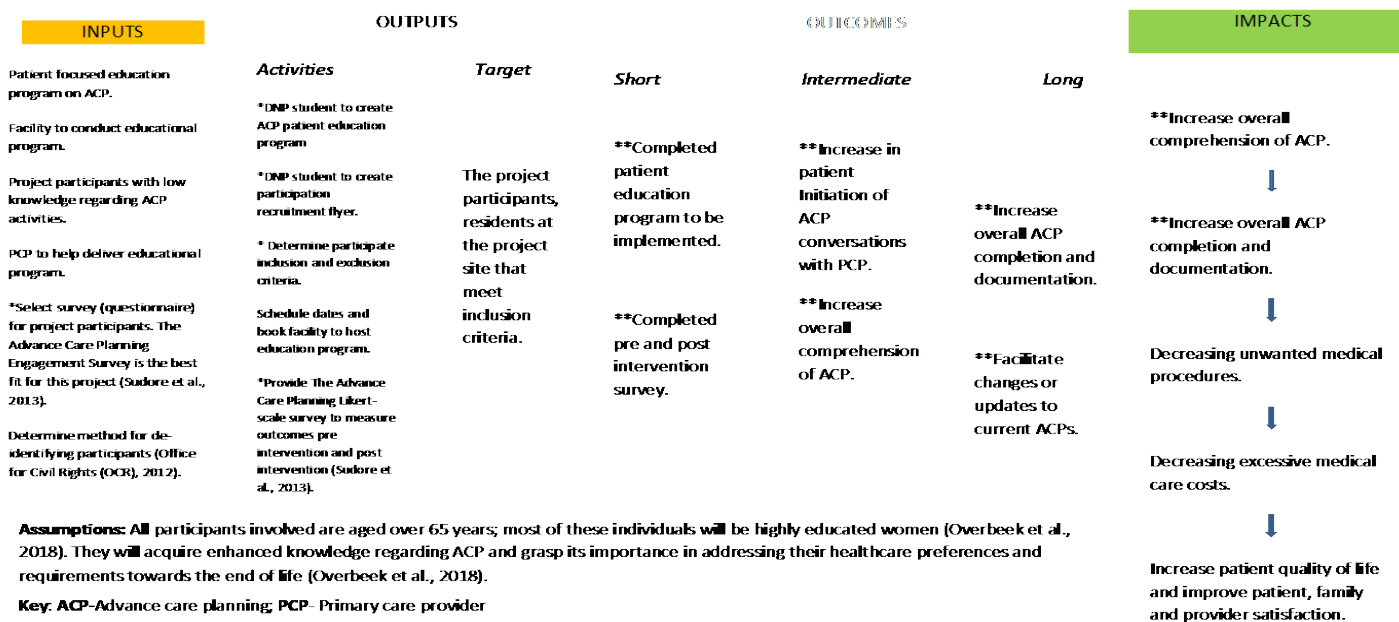 INPUTS
Patient focused education
program on ACP.
Facility to conduct educational
program.
Project participants with low
knowledge regarding ACP
activities.
PCP to help deliver educational
program.
*Select survey (questionnaire)
for project participants. The
Advance Care Planning
Engagement Survey is the best
fit for this project (Sudore et al.,
2013).
Determine method for de-
identifying participants (Office
for Civil Rights (OCR), 2012).
OUTPUTS
Activities
*DNP student to create
ACP patient education
program
*DNP student to create
participation
recruitment flyer.
* Determine participate
inclusion and exclusion
criteria.
Schedule dates and
book facility to host
education program.
*Provide The Advance
Care Planning Likert-
scale survey to measure
outcomes pre
intervention and post
intervention (Sudore et
al., 2013).
Target
The project
participants,
residents at
the project
site that
meet
inclusion
criteria.
OUTCOMES
Short
**Completed
patient
education
program to be
implemented.
**Completed
pre and post
intervention
survey.
Intermediate
**Increase in
patient
Initiation of
ACP
conversations
with PCP.
**Increase
overall
comprehension
of ACP.
Long
**Increase
overall ACP
completion and
documentation.
**Facilitate
changes or
updates to
current ACPs.
IMPACTS
**Increase overall
comprehension of ACP.
**Increase overall ACP
completion and
documentation.
Decreasing unwanted medical
procedures.
Decreasing excessive medical
care costs.
Increase patient quality of life
and improve patient, family
and provider satisfaction.
Assumptions: All participants involved are aged over 65 years; most of these individuals will be highly educated women (Overbeek et al.,
2018). They will acquire enhanced knowledge regarding ACP and grasp its importance in addressing their healthcare preferences and
requirements towards the end of life (Overbeek et al., 2018).
Key: ACP-Advance care planning; PCP- Primary care provider